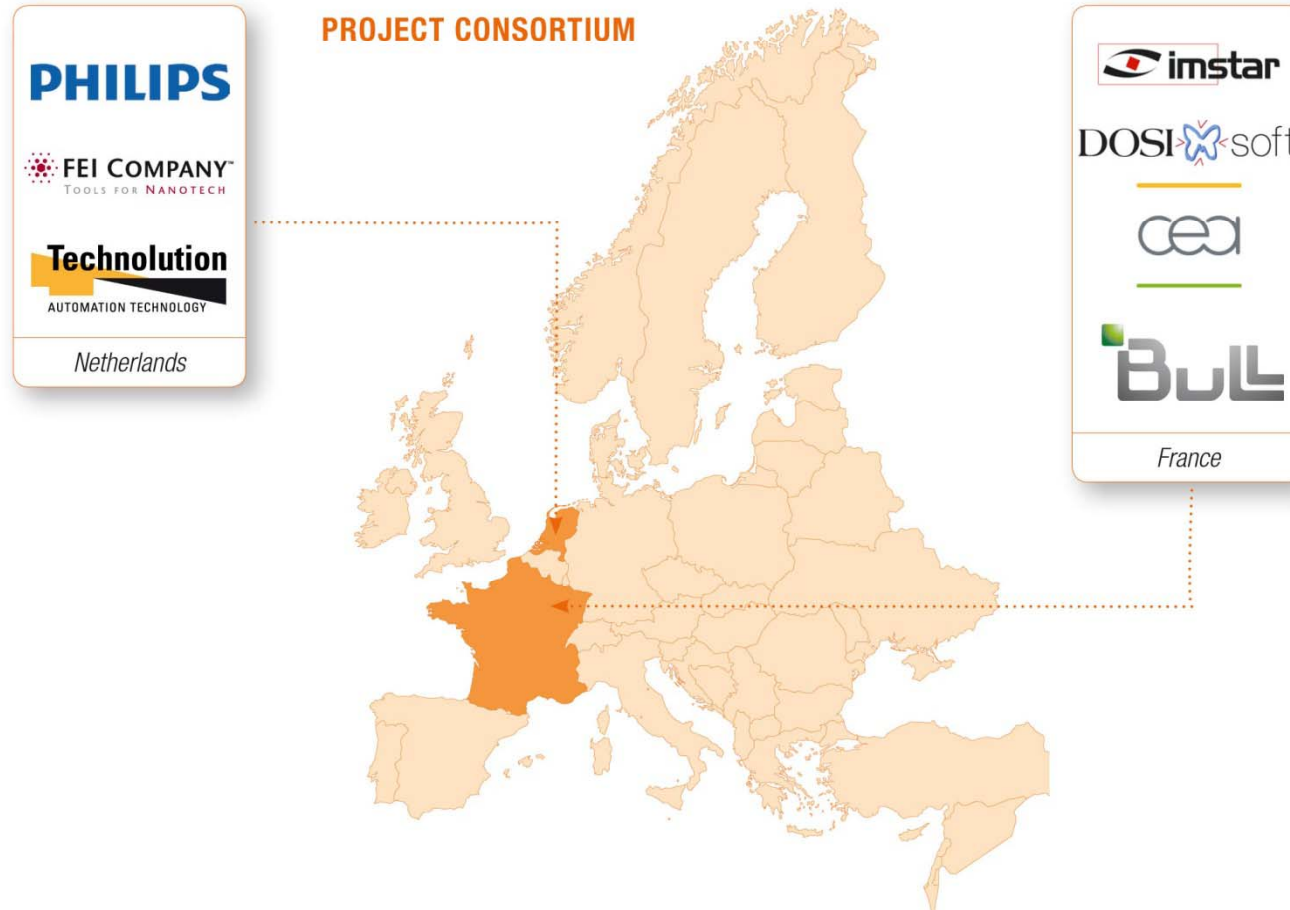 PROJECT CONSORTIUM
PHILIPS
FEI COMPANY™
TOOLS FOR NANOTECH
Technolution
AUTOMATION TECHNOLOGY
Netherlands
imstar
DOSI soft
cea
Bull
France